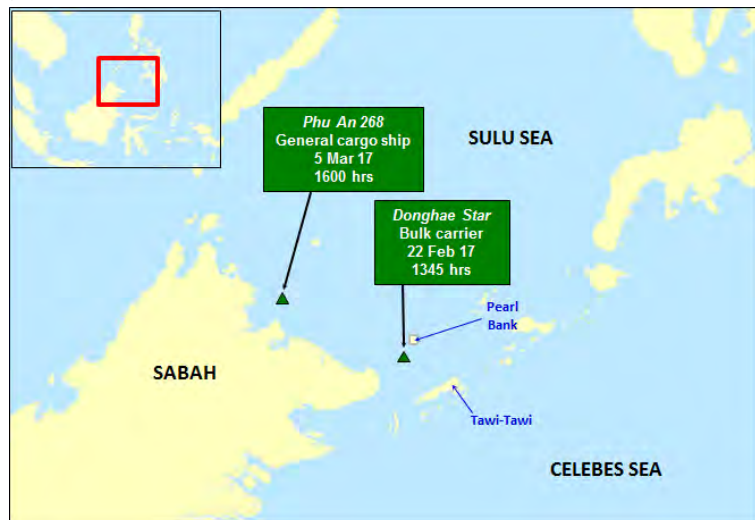 Phu An 268
General cargo ship
5 Mar 17
1600 hrs
SULU SEA
Donghae Star
Bulk carrier
22 Feb 17
1345 hrs
Pearl
Bank
SABAH
Tawi-Tawi
CELEBES SEA